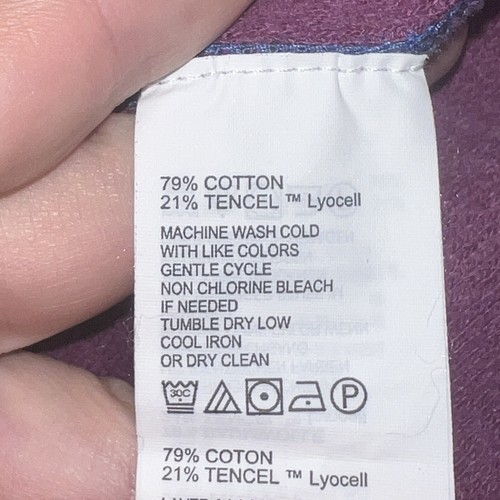 79% COTTON
21% TENCEL ™ Lyocell
MACHINE WASH COLD
WITH LIKE COLORS
GENTLE CYCLE
NON CHLORINE BLEACH
IF NEEDED
TUMBLE DRY LOW
COOL IRON
OR DRY CLEAN
30C P
79% COTON
21% TENCEL ™ Lyocell